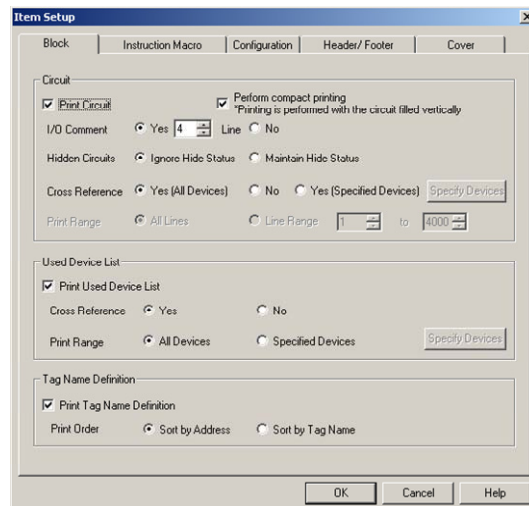 Item Setup
Block Instruction Macro Configuration Header/ Footer Cover
Circuit
Print Circuit
Perform compact printing
*Printing is performed with the circuit filled vertically
I/O Comment Yes 4 Line No
Hidden Circuits Ignore Hide Status Maintain Hide Status
Cross Reference Yes (All Devices) No Yes (Specified Devices) Specify Devices
Print Range All Lines Line Range 1 to 4000
Used Device List
Print Used Device List
Cross Reference Yes No
Print Range All Devices Specified Devices Specify Devices
Tag Name Definition
Print Tag Name Definition
Print Order Sort by Address Sort by Tag Name
OK Cancel Help